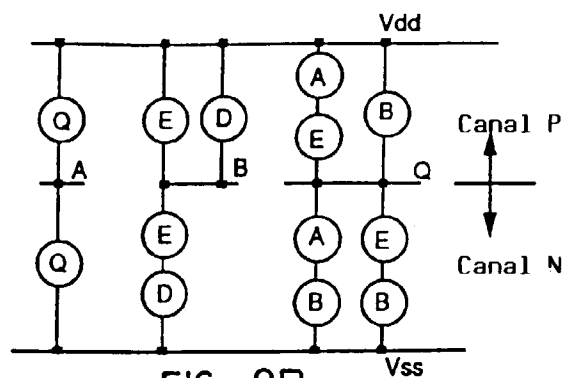 Vdd
Q E D A B
E
Canal P
A B Q
Q E A E
Canal N
D B B
Vss